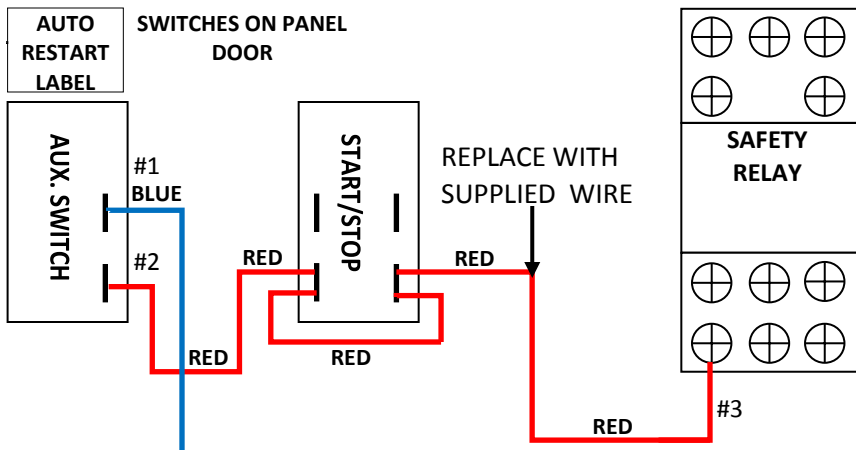 AUTO
RESTART
LABEL
SWITCHES ON PANEL
DOOR
AUX. SWITCH
#1
BLUE
#2
RED
START/STOP
RED
RED
RED
REPLACE WITH
SUPPLIED WIRE
SAFETY
RELAY
#3
RED